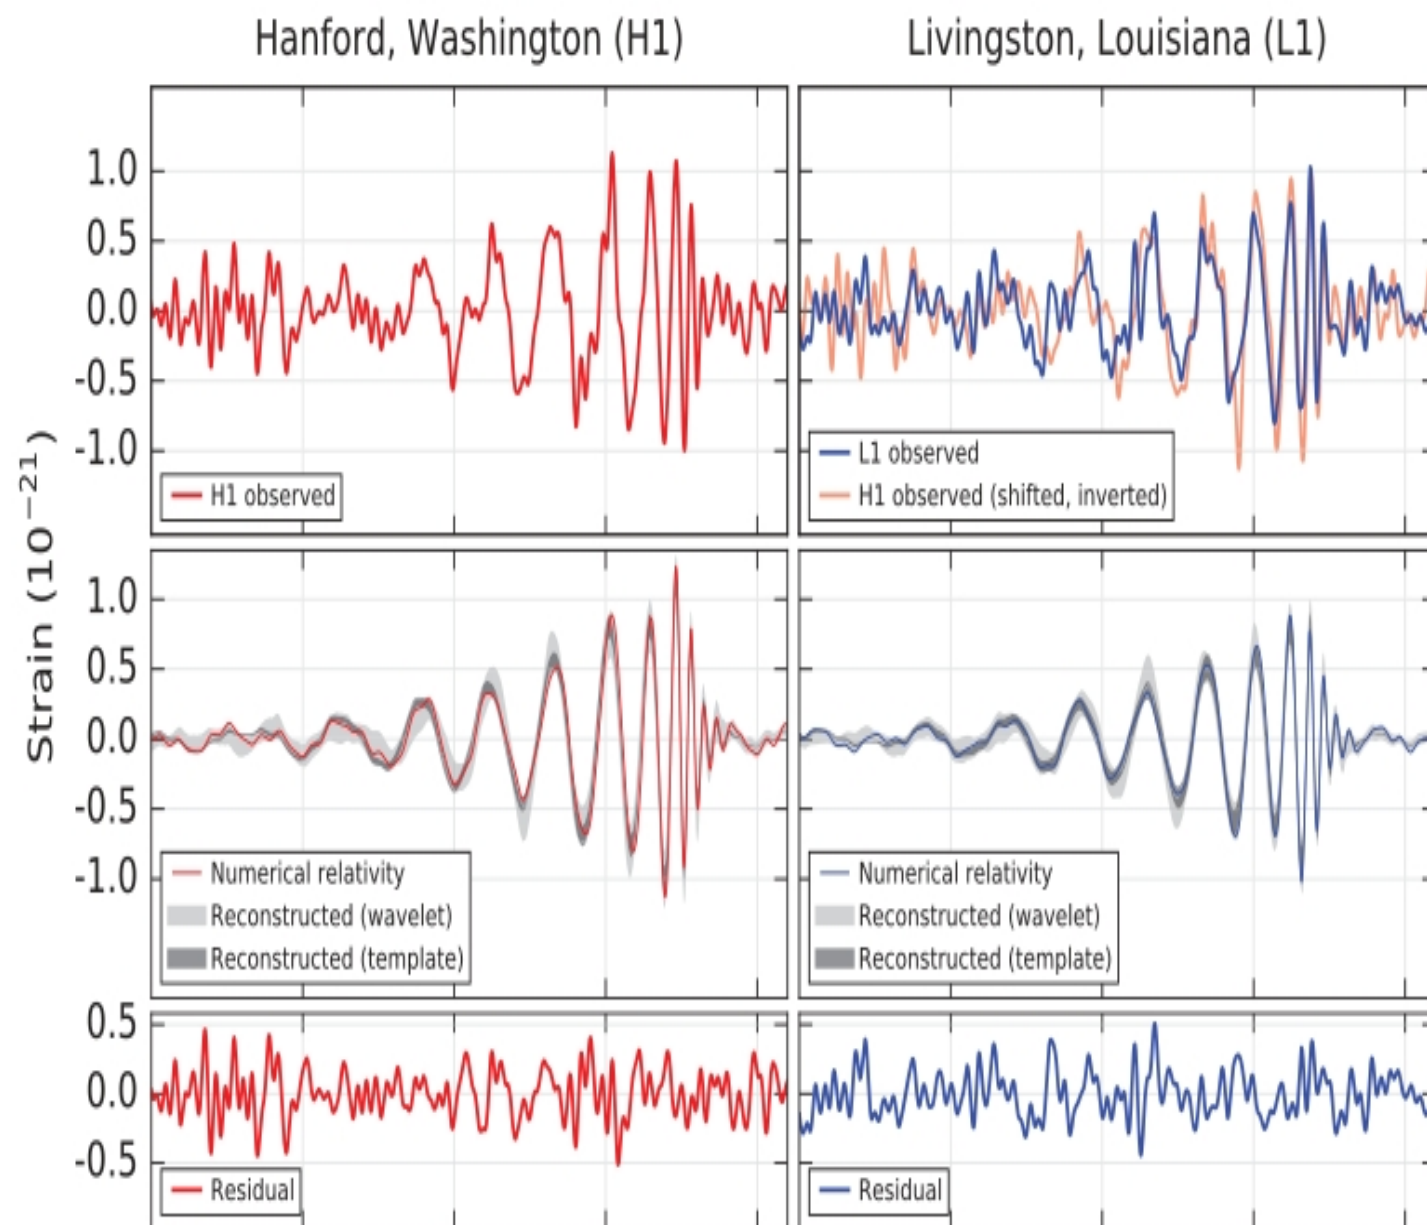 Hanford, Washington (H1)
Livingston, Louisiana (L1)
Strain (10⁻²¹)
1.0
0.5
0.0
-0.5
-1.0
H1 observed
L1 observed
H1 observed (shifted, inverted)
1.0
0.5
0.0
-0.5
-1.0
Numerical relativity
Reconstructed (wavelet)
Reconstructed (template)
Numerical relativity
Reconstructed (wavelet)
Reconstructed (template)
0.5
0.0
-0.5
Residual
Residual